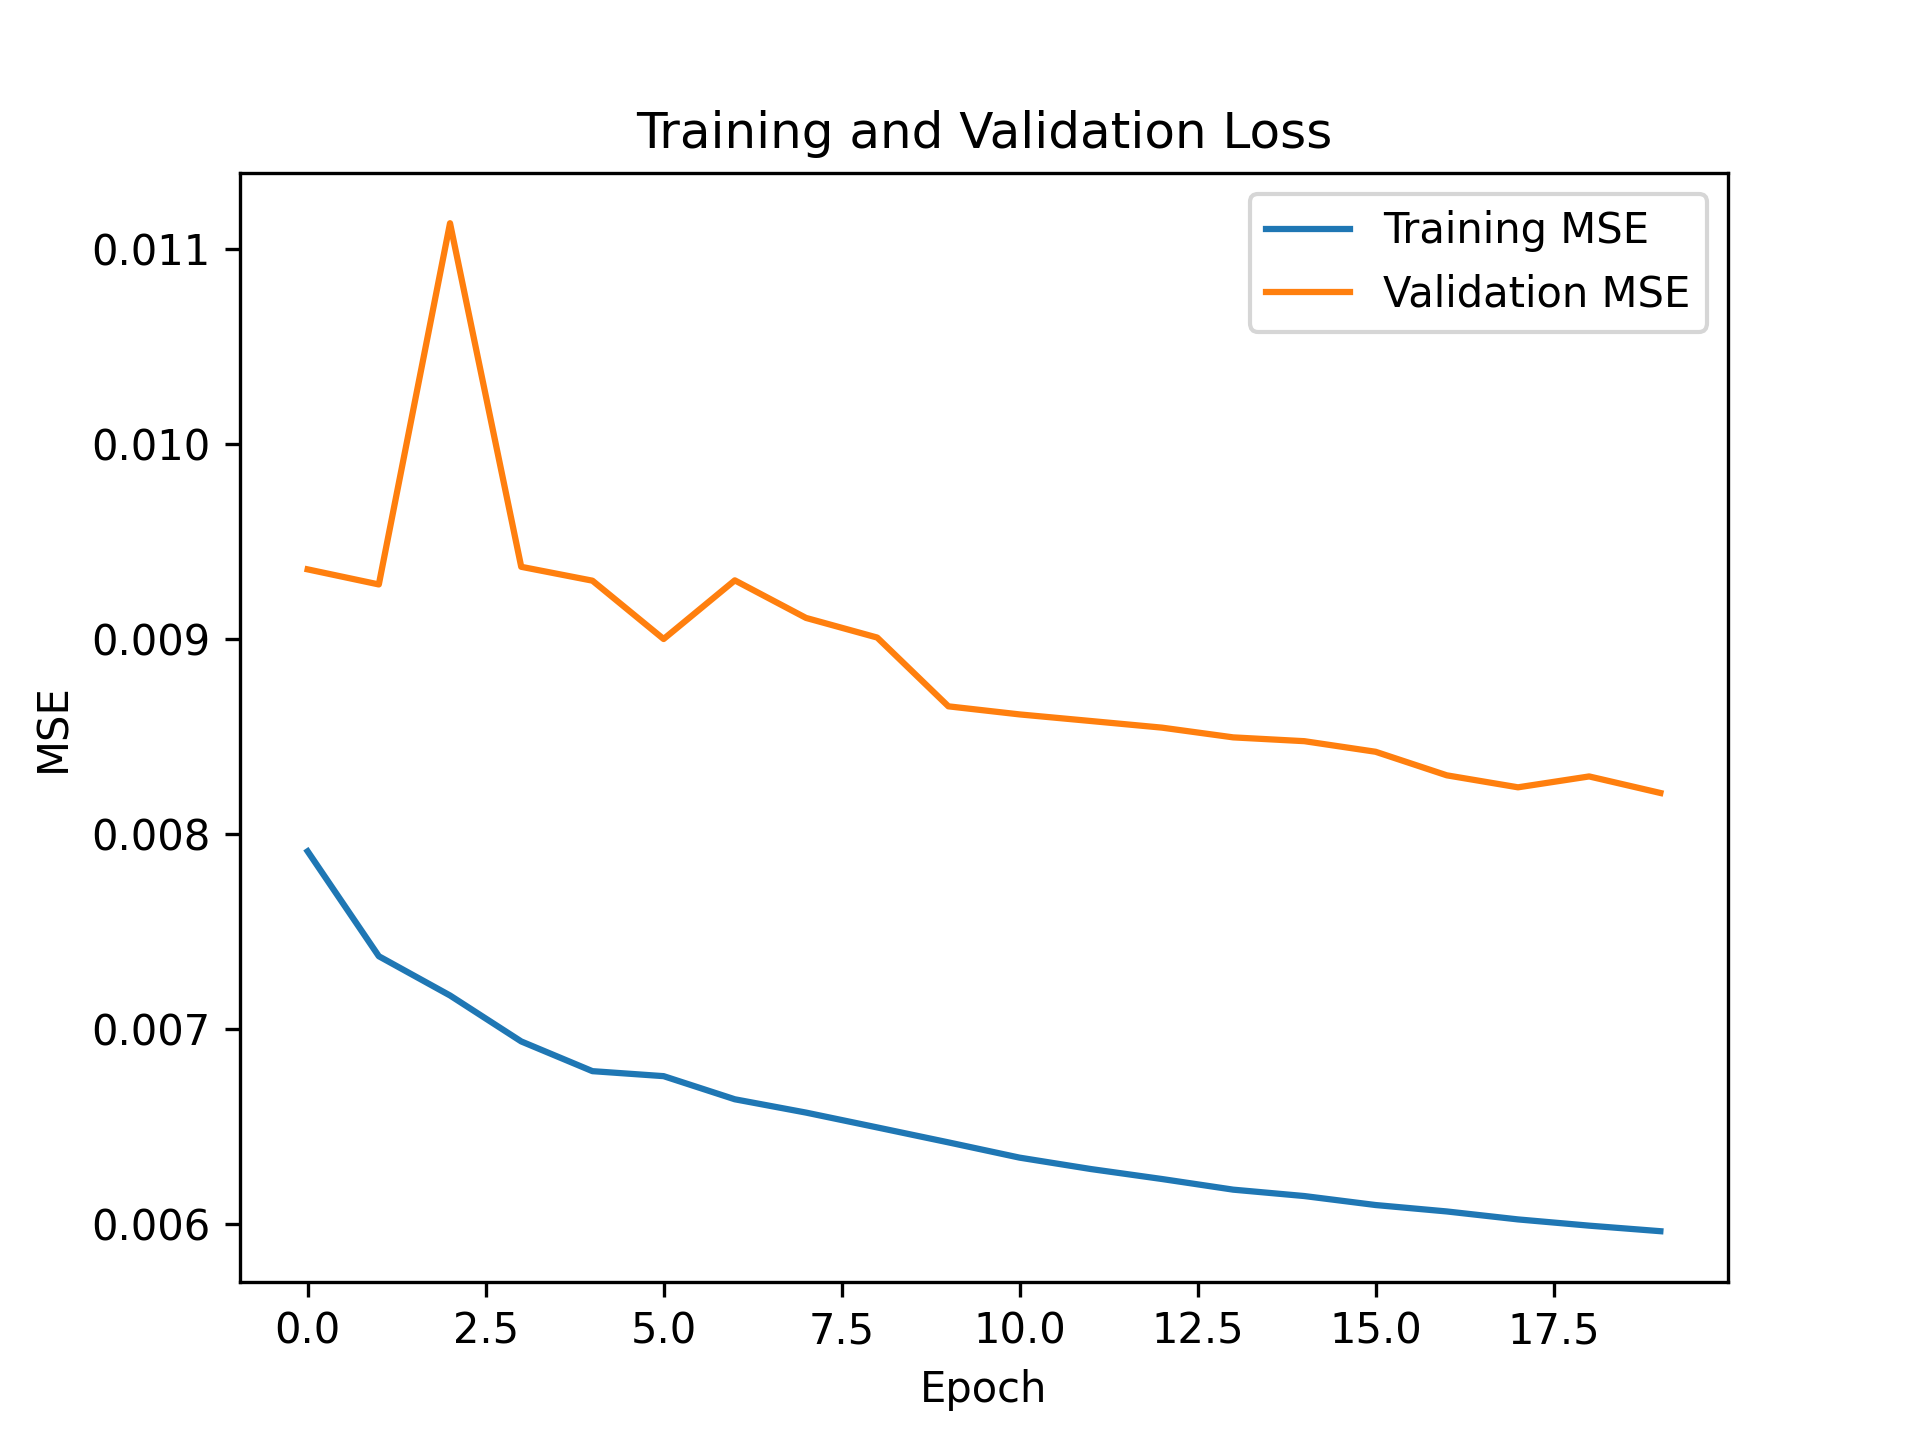 Training and Validation Loss
Training MSE
Validation MSE
0.011
0.010
0.009
0.008
0.007
0.006
MSE
0.0 2.5 5.0 7.5 10.0 12.5 15.0 17.5
Epoch